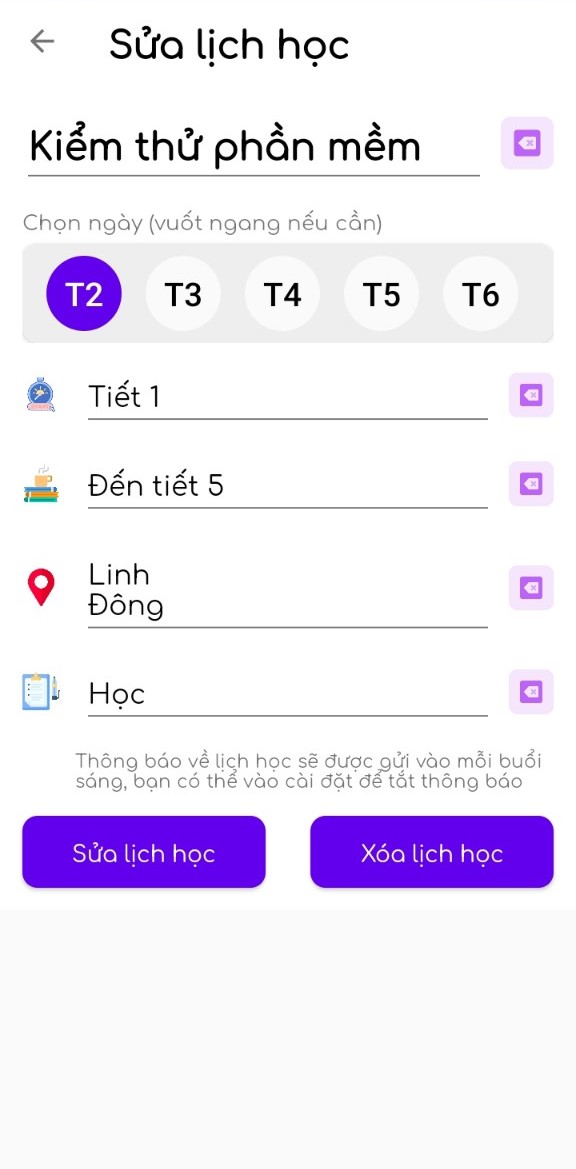 Sửa lịch học
Kiểm thử phần mềm
Chọn ngày (vuốt ngang nếu cần)
T2 T3 T4 T5 T6
Tiết 1
Đến tiết 5
Linh
Đông
Học
Thông báo về lịch học sẽ được gửi vào mỗi buổi
sáng, bạn có thể vào cài đặt để tắt thông báo
Sửa lịch học Xóa lịch học